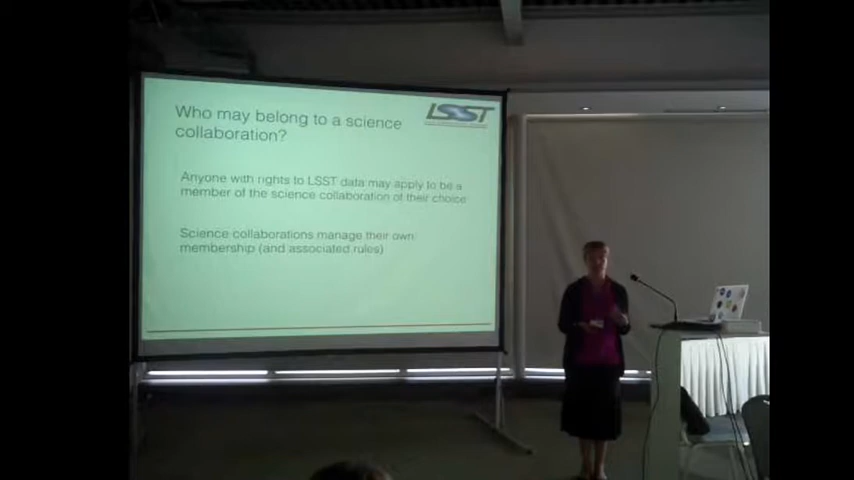 LSST
Who may belong to a science
collaboration?
Anyone with rights to LSST data may apply to be a
member of the science collaboration of their choice
Science collaborations manage their own
membership (and associated rules)